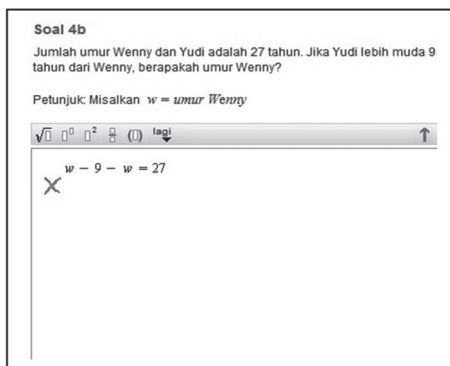 Soal 4b
Jumlah umur Wenny dan Yudi adalah 27 tahun. Jika Yudi lebih muda 9
tahun dari Wenny, berapakah umur Wenny?
Petunjuk: Misalkan w = umur Wenny
√▯ ▯▯ ▯² ▯/▯ (▯) lagi ↑
w − 9 − w = 27